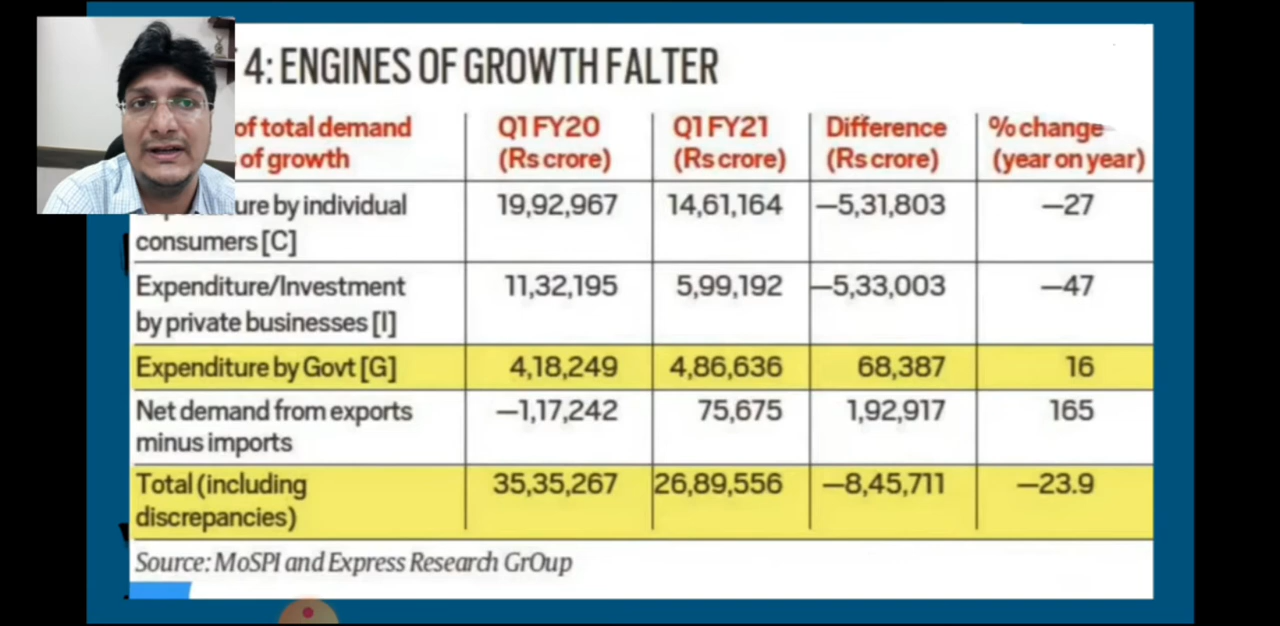 4: ENGINES OF GROWTH FALTER
of total demand
of growth
Q1 FY20
(Rs crore)
Q1 FY21
(Rs crore)
Difference
(Rs crore)
% change
(year on year)
ure by individual
consumers [C]
19,92,967
14,61,164
—5,31,803
—27
Expenditure/Investment
by private businesses [I]
11,32,195
5,99,192
—5,33,003
—47
Expenditure by Govt [G]
4,18,249
4,86,636
68,387
16
Net demand from exports
minus imports
—1,17,242
75,675
1,92,917
165
Total (including
discrepancies)
35,35,267
26,89,556
—8,45,711
—23.9
Source: MoSPI and Express Research GrOup